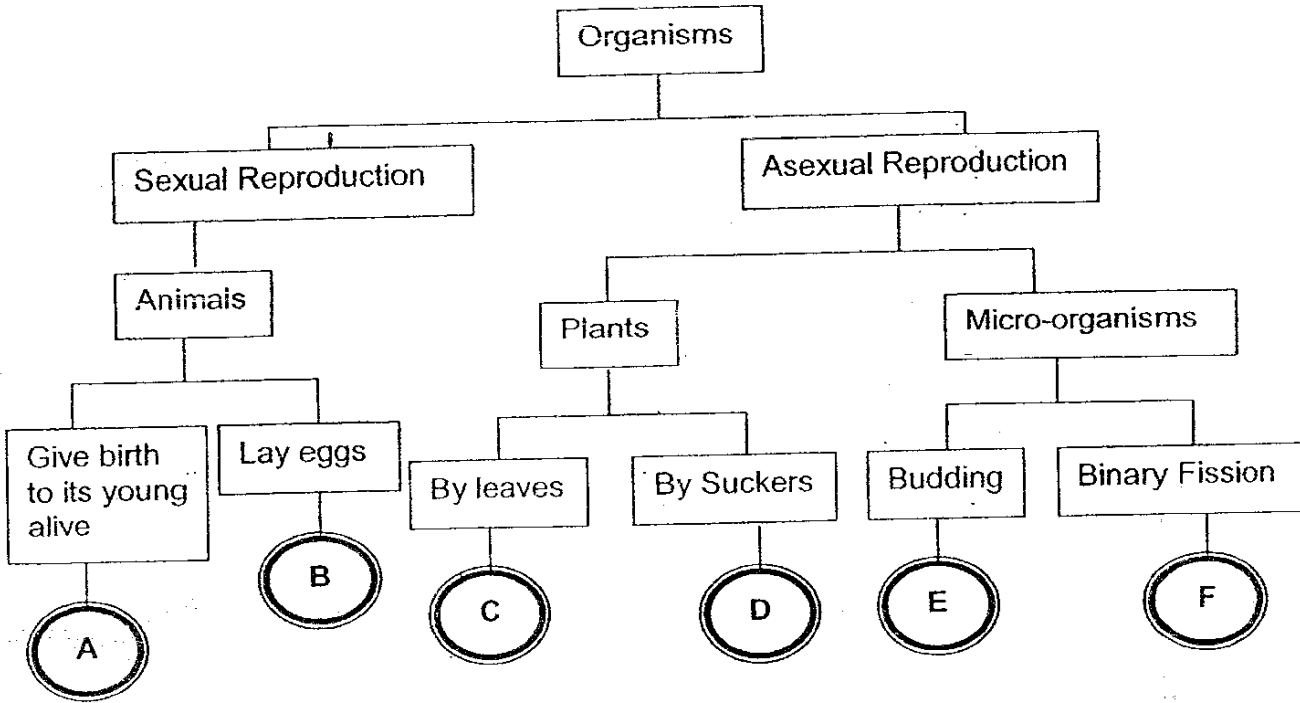 Organisms
Sexual Reproduction
Asexual Reproduction
Animals
Plants
Micro-organisms
Give birth
to its young
alive
Lay eggs
By leaves
By Suckers
Budding
Binary Fission
A
B
C
D
E
F